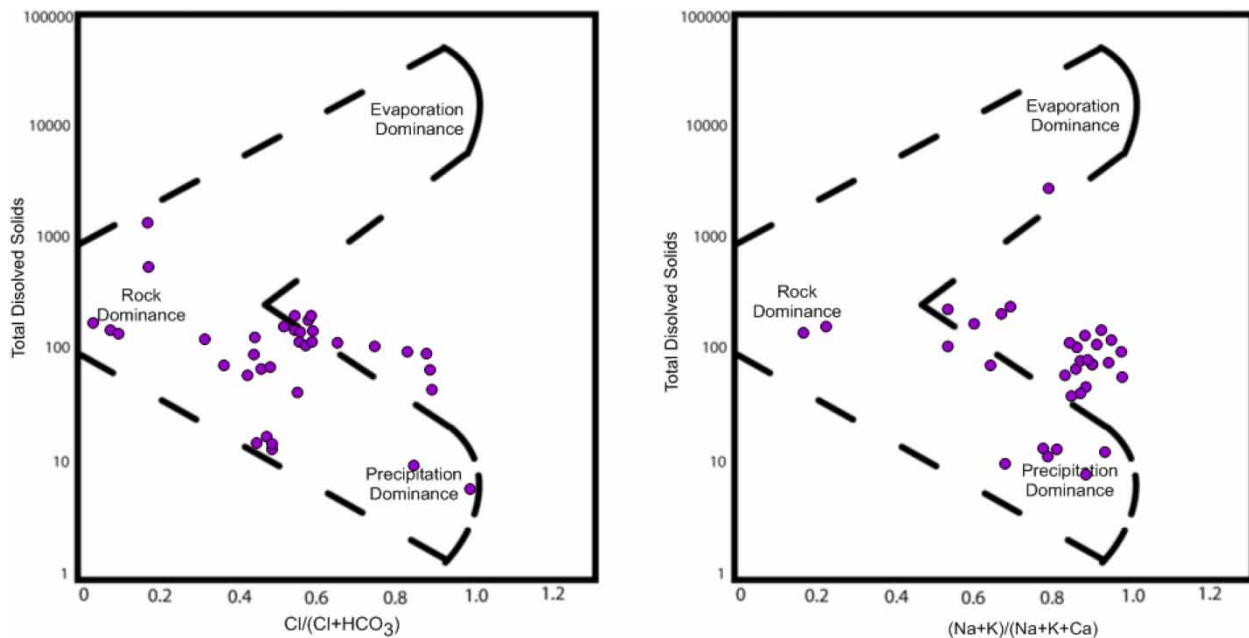 100000
10000
1000
100
10
1
Total Disolved Solids
Evaporation
Dominance
Rock
Dominance
Precipitation
Dominance
0 0.2 0.4 0.6 0.8 1.0 1.2
Cl/(Cl+HCO₃)
100000
10000
1000
100
10
1
Total Disolved Solids
Evaporation
Dominance
Rock
Dominance
Precipitation
Dominance
0 0.2 0.4 0.6 0.8 1.0 1.2
(Na+K)/(Na+K+Ca)